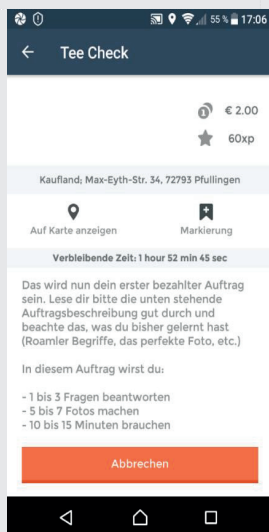 55 % 17:06
Tee Check
€ 2.00
60xp
Kaufland; Max-Eyth-Str. 34, 72793 Pfullingen
Auf Karte anzeigen Markierung
Verbleibende Zeit: 1 hour 52 min 45 sec
Das wird nun dein erster bezahlter Auftrag
sein. Lese dir bitte die unten stehende
Auftragsbeschreibung gut durch und
beachte das, was du bisher gelernt hast
(Roamler Begriffe, das perfekte Foto, etc.)
In diesem Auftrag wirst du:
- 1 bis 3 Fragen beantworten
- 5 bis 7 Fotos machen
- 10 bis 15 Minuten brauchen
Abbrechen